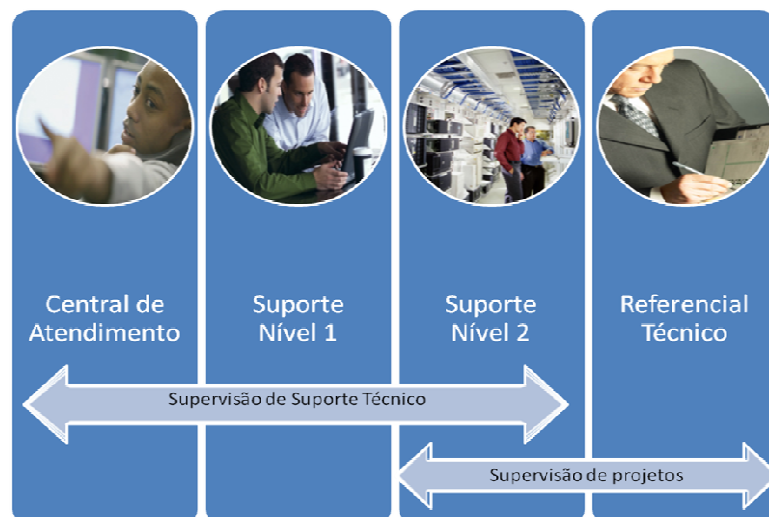 Central de
Atendimento
Suporte
Nível 1
Suporte
Nível 2
Referencial
Técnico
Supervisão de Suporte Técnico
Supervisão de projetos